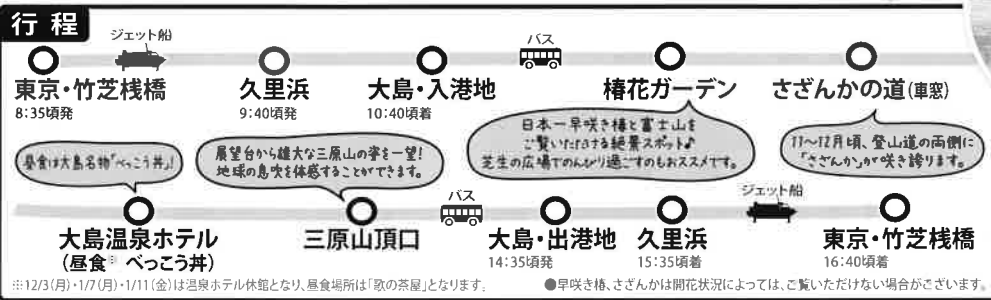 行程
ジェット船
バス
東京・竹芝桟橋
8:35頃発
久里浜
9:40頃発
大島・入港地
10:40頃着
椿花ガーデン
さざんかの道(車窓)
昼食は大島名物「べっこう丼」!
展望台から雄大な三原山の姿を一望!
地球の息吹を体感することができます。
日本一早咲き椿と富士山を
ご覧いただける絶景スポット♪
芝生の広場でのんびり過ごすのもおススメです。
11〜12月頃、登山道の両側に
「さざんか」が咲き誇ります。
バス
ジェット船
大島温泉ホテル
(昼食※ べっこう丼)
三原山頂口
大島・出港地
14:35頃発
久里浜
15:35頃着
東京・竹芝桟橋
16:40頃着
※12/3(月)・1/7(月)・1/11(金)は温泉ホテル休館となり、昼食場所は「歌の茶屋」となります。
●早咲き椿、さざんかは開花状況によっては、ご覧いただけない場合がございます。